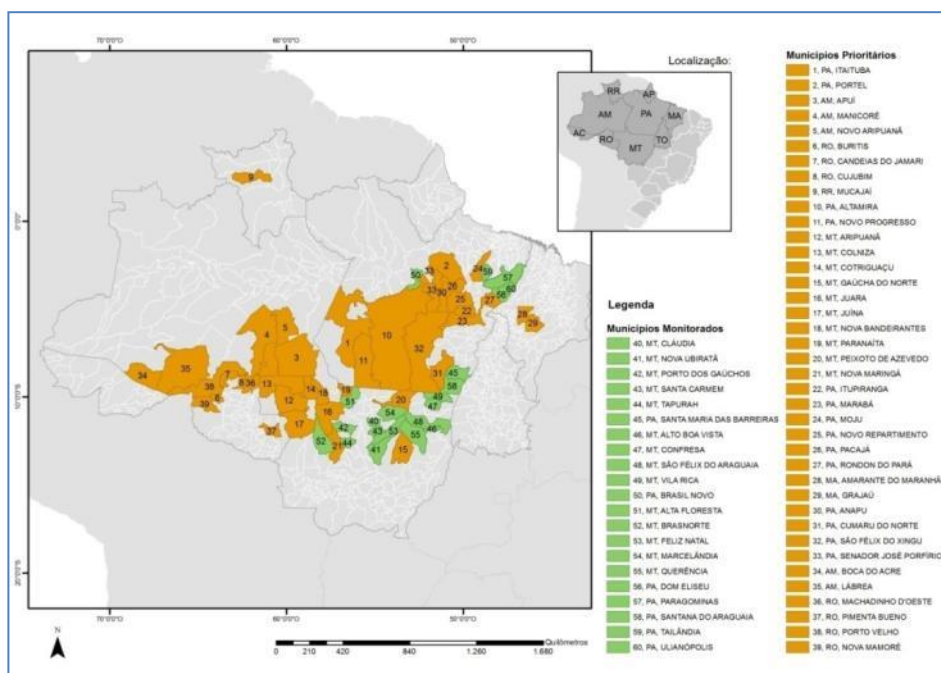 70°0'0"O
60°0'0"O
50°0'0"O
Localização:
RR
AP
AM
PA
MA
AC
RO
TO
MT
0°0'0"
10°0'0"S
20°0'0"S
70°0'0"O
60°0'0"O
50°0'0"O
N
Quilômetros
0 210 420 840 1.260 1.680
Legenda
Municípios Monitorados
40, MT, CLÁUDIA
41, MT, NOVA UBIRATÃ
42, MT, PORTO DOS GAÚCHOS
43, MT, SANTA CARMEM
44, MT, TAPURAH
45, PA, SANTA MARIA DAS BARREIRAS
46, MT, ALTO BOA VISTA
47, MT, CONFRESA
48, MT, SÃO FÉLIX DO ARAGUAIA
49, MT, VILA RICA
50, PA, BRASIL NOVO
51, MT, ALTA FLORESTA
52, MT, BRASNORTE
53, MT, FELIZ NATAL
54, MT, MARCELÂNDIA
55, MT, QUERÊNCIA
56, PA, DOM ELISEU
57, PA, PARAGOMINAS
58, PA, SANTANA DO ARAGUAIA
59, PA, TAILÂNDIA
60, PA, ULIANÓPOLIS
Municípios Prioritários
1, PA, ITAITUBA
2, PA, PORTEL
3, AM, APUÍ
4, AM, MANICORÉ
5, AM, NOVO ARIPUANÃ
6, RO, BURITIS
7, RO, CANDEIAS DO JAMARI
8, RO, CUJUBIM
9, RR, MUCAJAÍ
10, PA, ALTAMIRA
11, PA, NOVO PROGRESSO
12, MT, ARIPUANÃ
13, MT, COLNIZA
14, MT, COTRIGUAÇU
15, MT, GAÚCHA DO NORTE
16, MT, JUARA
17, MT, JUÍNA
18, MT, NOVA BANDEIRANTES
19, MT, PARANAÍTA
20, MT, PEIXOTO DE AZEVEDO
21, MT, NOVA MARINGÁ
22, PA, ITUPIRANGA
23, PA, MARABÁ
24, PA, MOJU
25, PA, NOVO REPARTIMENTO
26, PA, PACAJÁ
27, PA, RONDON DO PARÁ
28, MA, AMARANTE DO MARANHÃ
29, MA, GRAJAÚ
30, PA, ANAPU
31, PA, CUMARU DO NORTE
32, PA, SÃO FÉLIX DO XINGU
33, PA, SENADOR JOSÉ PORFÍRIO
34, AM, BOCA DO ACRE
35, AM, LÁBREA
36, RO, MACHADINHO D'OESTE
37, RO, PIMENTA BUENO
38, RO, PORTO VELHO
39, RO, NOVA MAMORÉ